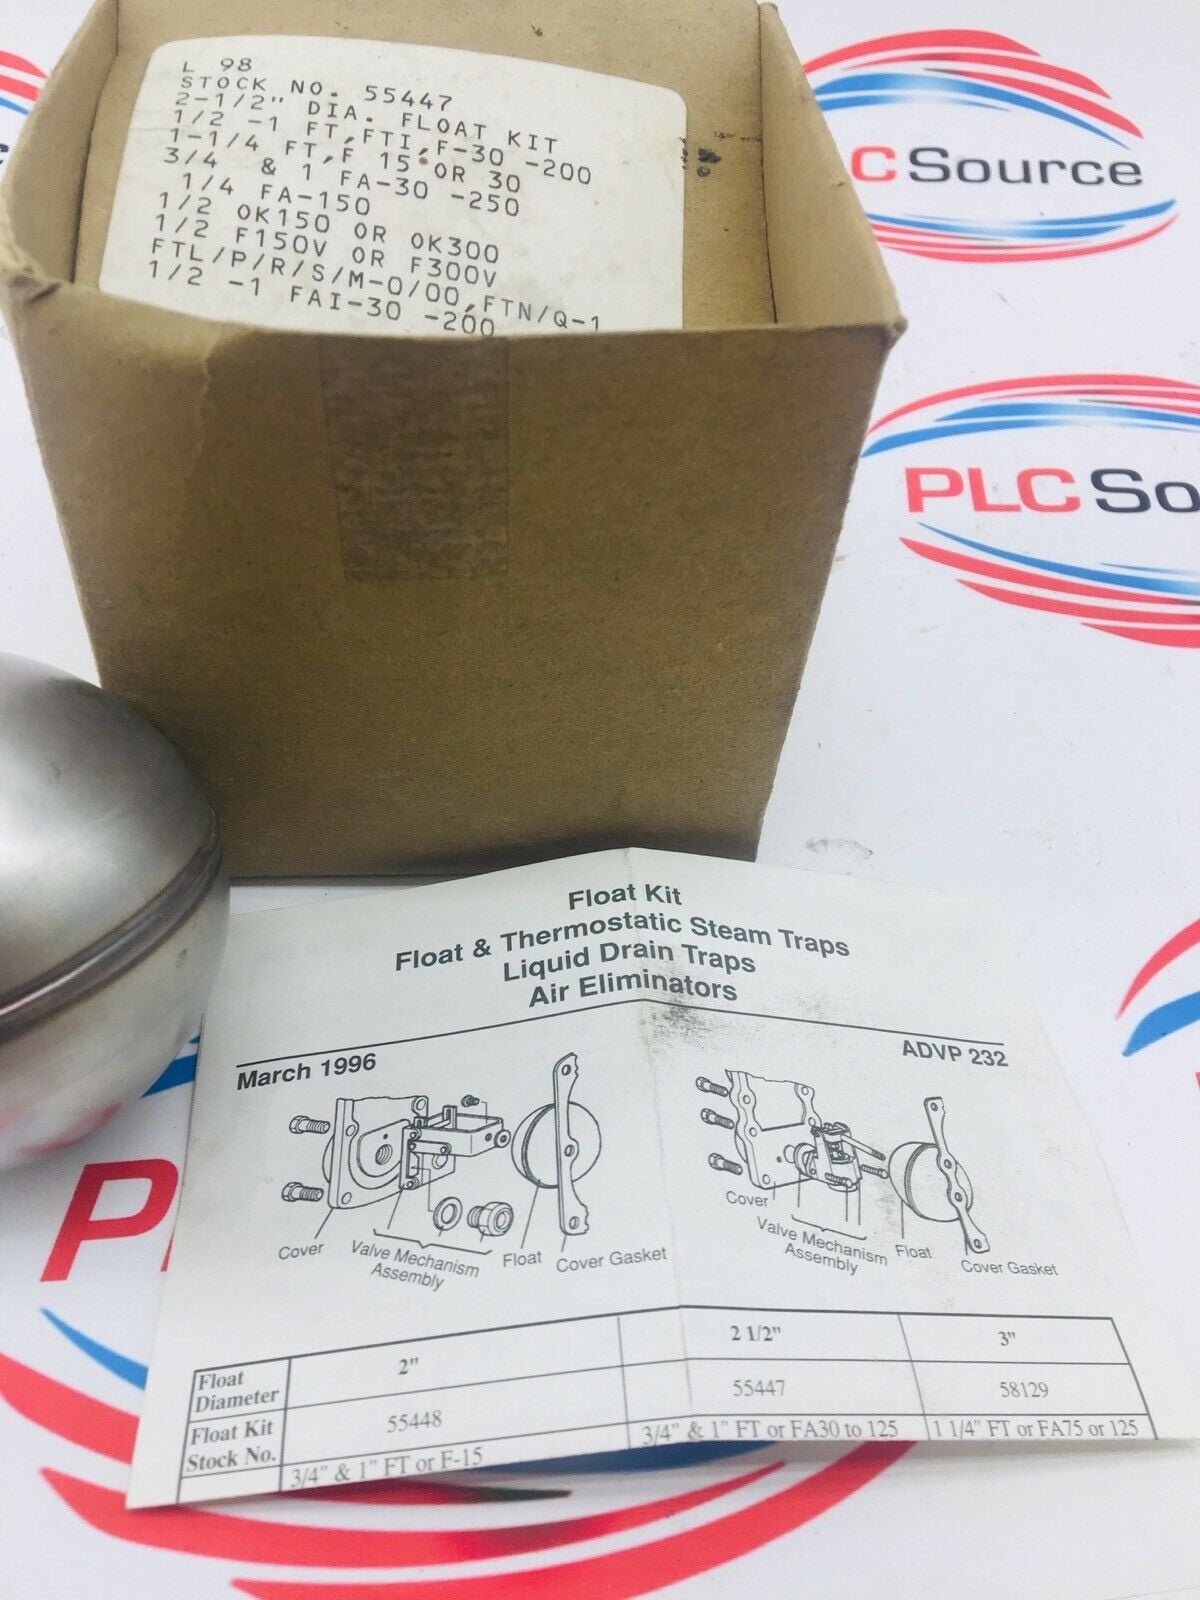 L 98
STOCK NO. 55447
2-1/2" DIA. FLOAT KIT
1/2 -1 FT,FTI,F-30 -200
1-1/4 FT,F 15 OR 30
3/4 & 1 FA-30 -250
1/4 FA-150
1/2 OK150 OR OK300
1/2 F150V OR F300V
FTL/P/R/S/M-0/00,FTN/Q-1
1/2 -1 FAI-30 -200
C Source
PLC So
Float Kit
Float & Thermostatic Steam Traps
Liquid Drain Traps
Air Eliminators
March 1996
ADVP 232
Cover
Valve Mechanism
Assembly
Float
Cover Gasket
Cover
Valve Mechanism
Assembly
Float
Cover Gasket
Float
Diameter
2"
2 1/2"
3"
Float Kit
Stock No.
55448
55447
58129
3/4" & 1" FT or F-15
3/4" & 1" FT or FA30 to 125
1 1/4" FT or FA75 or 125
P